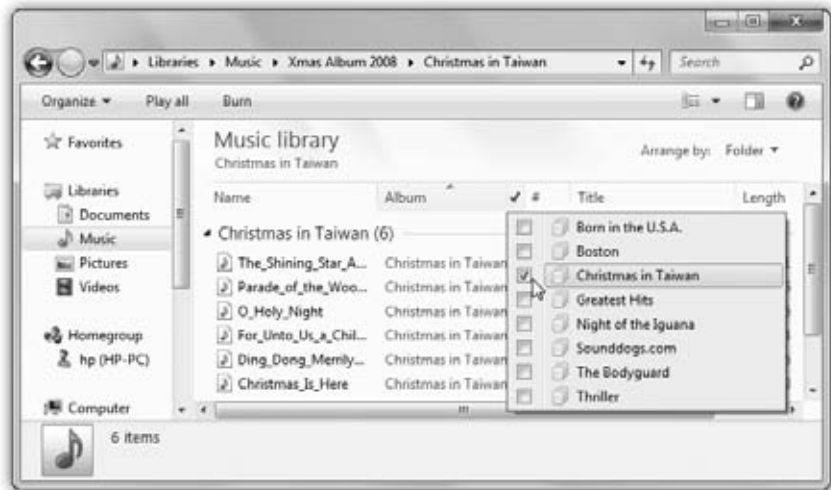 Libraries ▸ Music ▸ Xmas Album 2008 ▸ Christmas in Taiwan
Search
Organize
Play all
Burn
Favorites
Libraries
Documents
Music
Pictures
Videos
Homegroup
hp (HP-PC)
Computer
Music library
Christmas in Taiwan
Arrange by: Folder
Name Album # Title Length
Christmas in Taiwan (6)
The_Shining_Star_A... Christmas in Taiwan
Parade_of_the_Woo... Christmas in Taiwan
O_Holy_Night Christmas in Taiwan
For_Unto_Us_a_Chil... Christmas in Taiwan
Ding_Dong_Merrily... Christmas in Taiwan
Christmas_Is_Here Christmas in Taiwan
Born in the U.S.A.
Boston
Christmas in Taiwan
Greatest Hits
Night of the Iguana
Sounddogs.com
The Bodyguard
Thriller
6 items